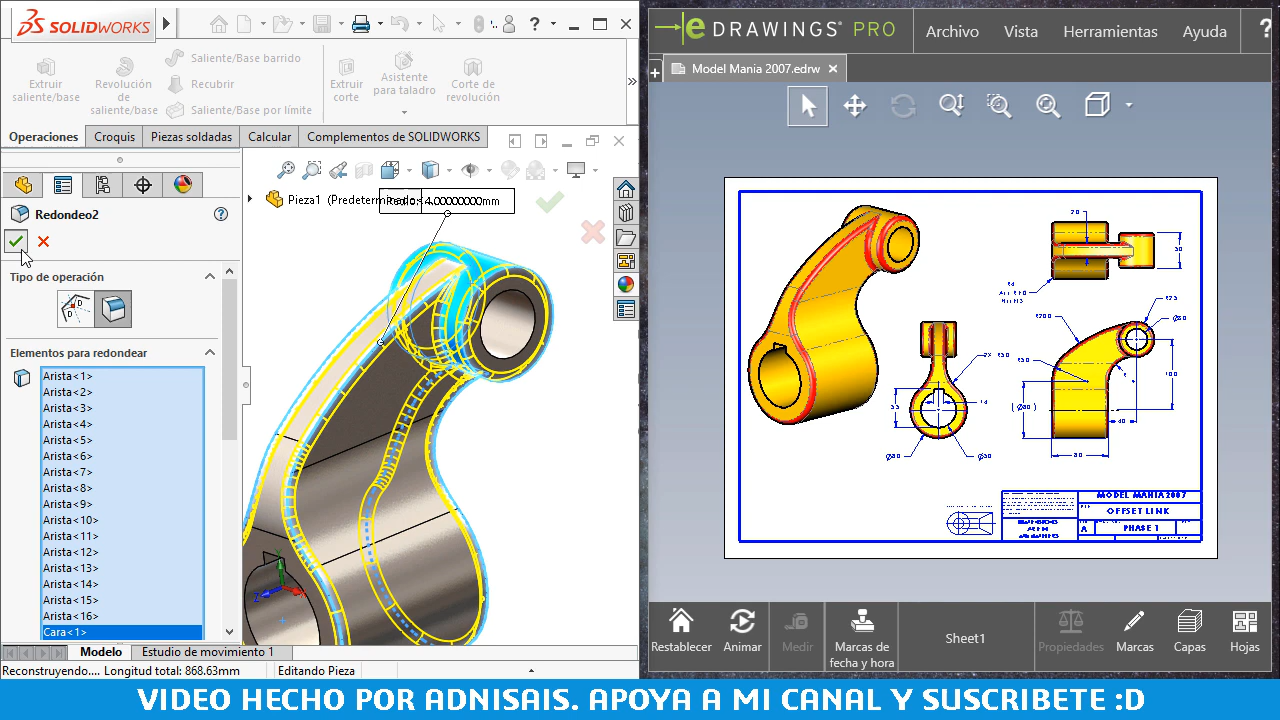 SOLIDWORKS
Extruir saliente/base
Revolución de saliente/base
Saliente/Base barrido
Recubrir
Saliente/Base por límite
Extruir corte
Asistente para taladro
Corte de revolución
Operaciones
Croquis
Piezas soldadas
Calcular
Complementos de SOLIDWORKS
Redondeo2
Tipo de operación
Elementos para redondear
Arista<1>
Arista<2>
Arista<3>
Arista<4>
Arista<5>
Arista<6>
Arista<7>
Arista<8>
Arista<9>
Arista<10>
Arista<11>
Arista<12>
Arista<13>
Arista<14>
Arista<15>
Arista<16>
Cara<1>
Pieza1
4.00000000mm
Modelo
Estudio de movimiento 1
Reconstruyendo.... Longitud total: 868.63mm
Editando Pieza
eDRAWINGS® PRO
Archivo
Vista
Herramientas
Ayuda
?
Model Mania 2007.edrw
20
30
R25
R200
MODEL MANIA 2007
OFFSET LINK
A
PHASE 1
Restablecer
Animar
Medir
Marcas de fecha y hora
Sheet1
Propiedades
Marcas
Capas
Hojas
VIDEO HECHO POR ADNISAIS. APOYA A MI CANAL Y SUSCRIBETE :D